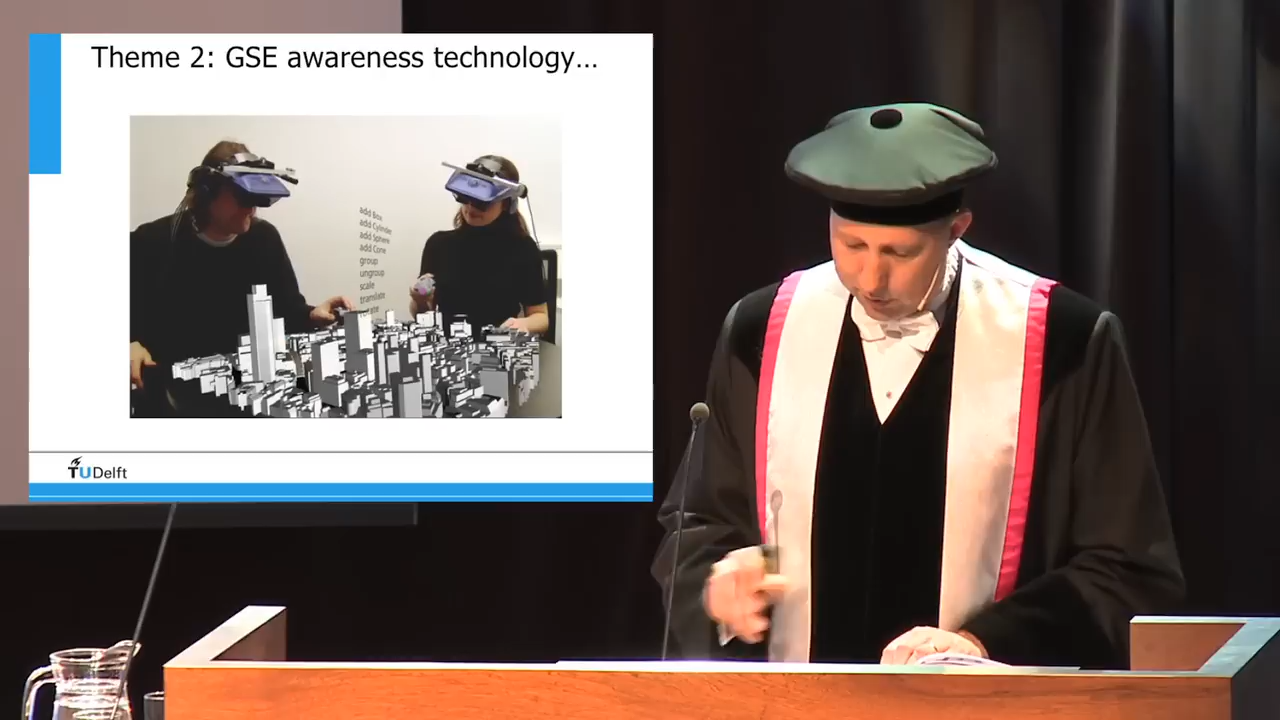 Theme 2: GSE awareness technology...
add Box
add Cylinder
add Sphere
add Cone
group
ungroup
scale
translate
TUDelft